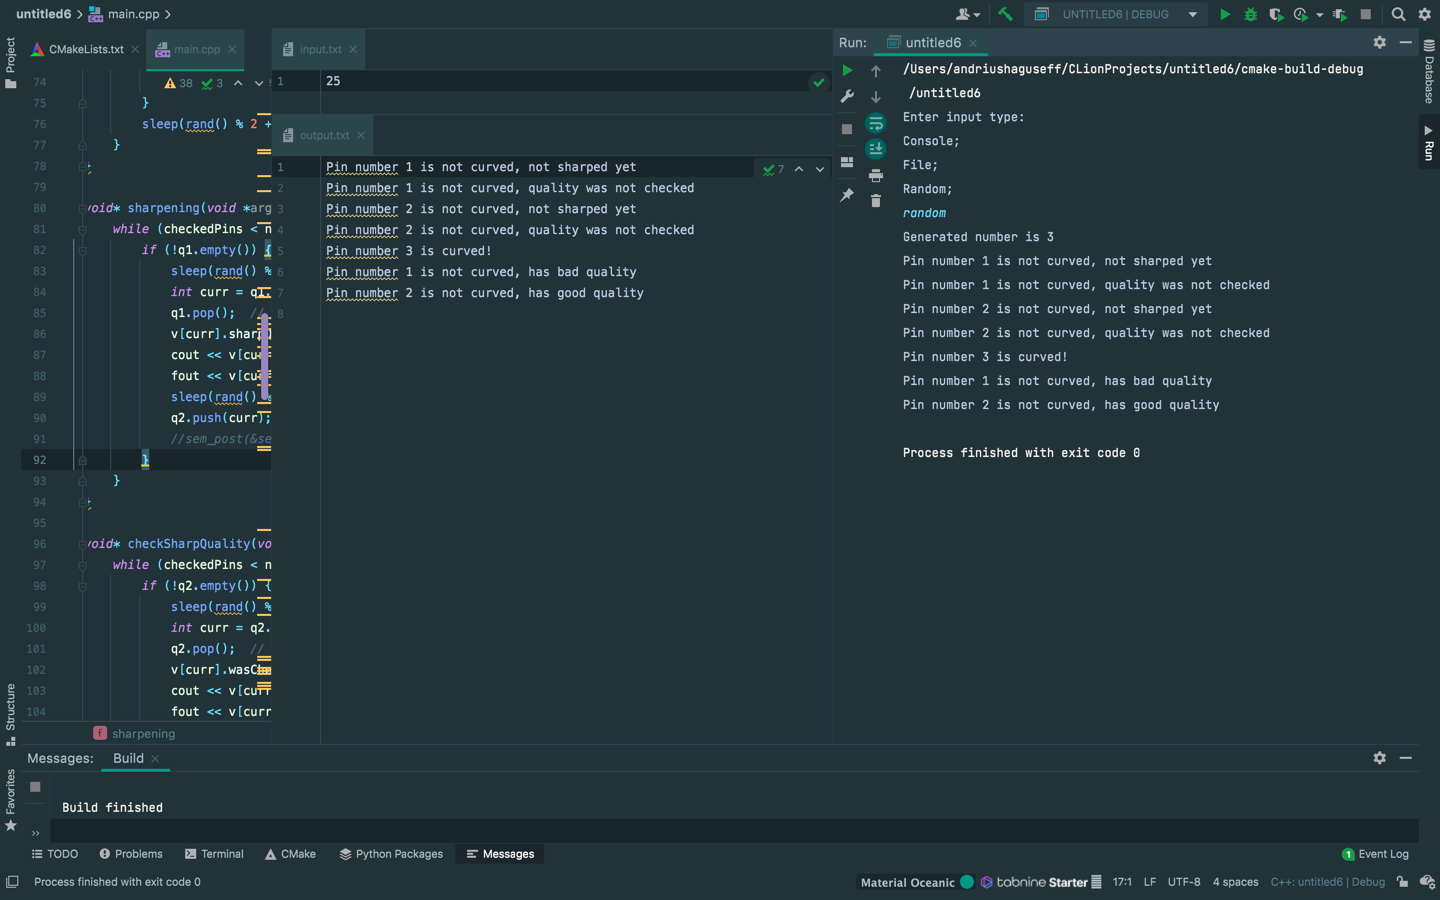 untitled6 main.cpp
UNTITLED6 | DEBUG
Project
CMakeLists.txt
main.cpp
38 3
74
75 }
76 sleep(rand() % 2 +
77 }
78
79
80 void* sharpening(void *arg
81 while (checkedPins < n
82 if (!q1.empty()) {
83 sleep(rand() %
84 int curr = q1.
85 q1.pop(); //
86 v[curr].sharp
87 cout << v[cur
88 fout << v[cur
89 sleep(rand()
90 q2.push(curr);
91 //sem_post(&se
92 }
93 }
94 }
95
96 void* checkSharpQuality(vo
97 while (checkedPins < n
98 if (!q2.empty()) {
99 sleep(rand() %
100 int curr = q2.
101 q2.pop(); //
102 v[curr].wasCh
103 cout << v[curr
104 fout << v[curr
f sharpening
input.txt
1 25
output.txt
7
1 Pin number 1 is not curved, not sharped yet
2 Pin number 1 is not curved, quality was not checked
3 Pin number 2 is not curved, not sharped yet
4 Pin number 2 is not curved, quality was not checked
5 Pin number 3 is curved!
6 Pin number 1 is not curved, has bad quality
7 Pin number 2 is not curved, has good quality
8
Run: untitled6
/Users/andriushaguseff/CLionProjects/untitled6/cmake-build-debug
/untitled6
Enter input type:
Console;
File;
Random;
random
Generated number is 3
Pin number 1 is not curved, not sharped yet
Pin number 1 is not curved, quality was not checked
Pin number 2 is not curved, not sharped yet
Pin number 2 is not curved, quality was not checked
Pin number 3 is curved!
Pin number 1 is not curved, has bad quality
Pin number 2 is not curved, has good quality
Process finished with exit code 0
Database
Run
Structure
Favorites
Messages: Build
Build finished
TODO Problems Terminal CMake Python Packages Messages
1 Event Log
Process finished with exit code 0
Material Oceanic tabnine Starter 17:1 LF UTF-8 4 spaces C++: untitled6 | Debug